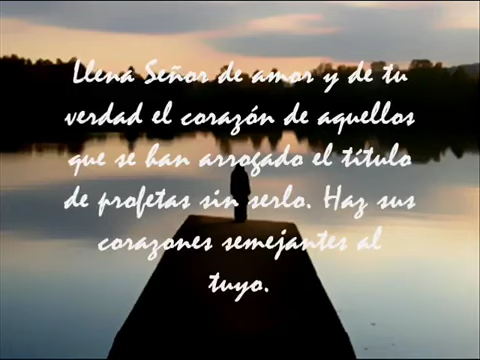 Llena Señor de amor y de tu
verdad el corazón de aquellos
que se han arrogado el título
de profetas sin serlo. Haz sus
corazones semejantes al
tuyo.